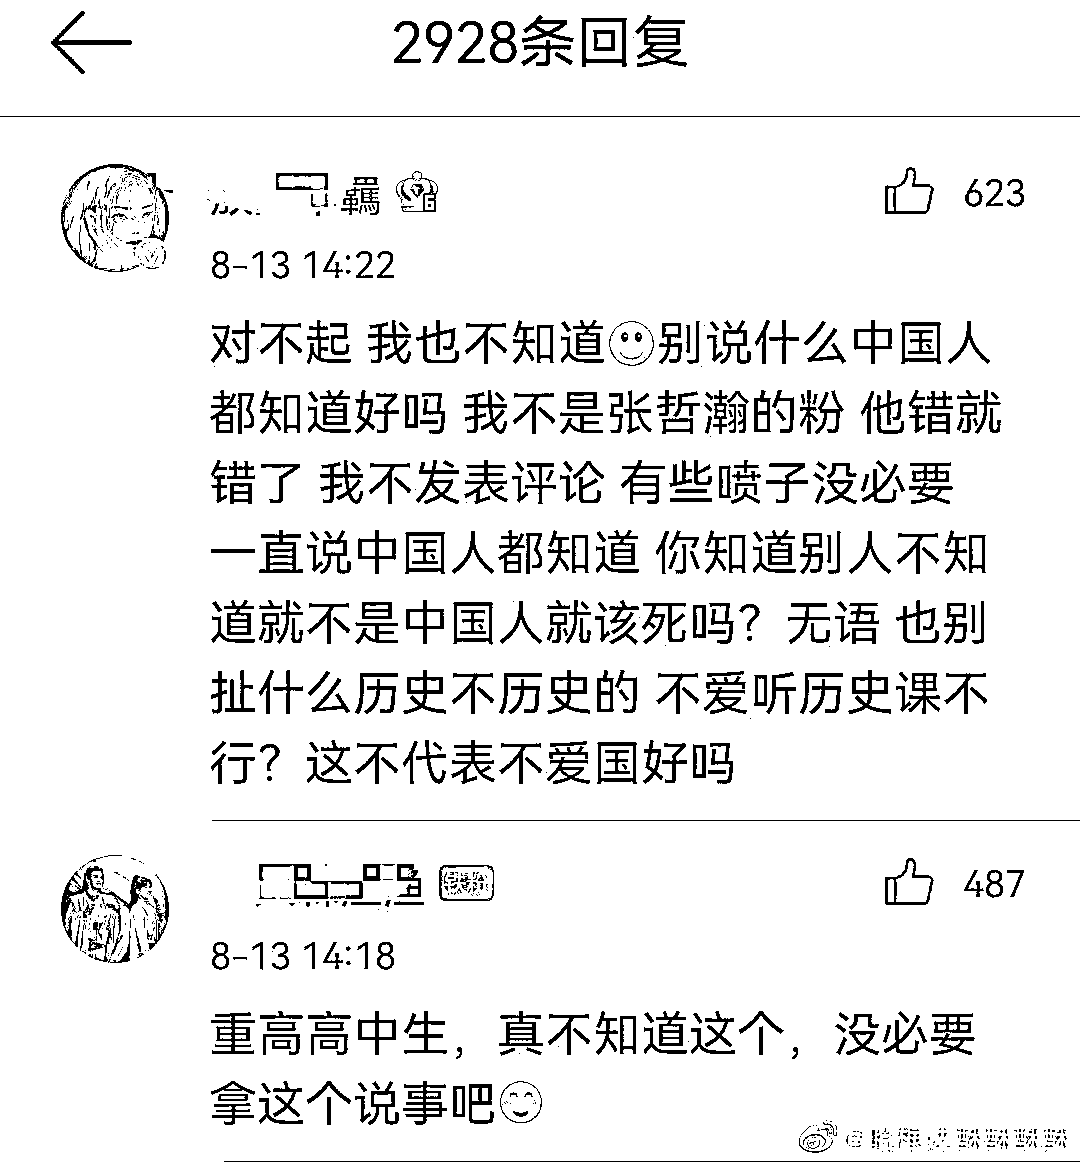 2928条回复
羈
623
8-13 14:22
对不起 我也不知道别说什么中国人
都知道好吗 我不是张哲瀚的粉 他错就
错了 我不发表评论 有些喷子没必要
一直说中国人都知道 你知道别人不知
道就不是中国人就该死吗？无语 也别
扯什么历史不历史的 不爱听历史课不
行？这不代表不爱国好吗
铁粉
487
8-13 14:18
重高高中生，真不知道这个，没必要
拿这个说事吧